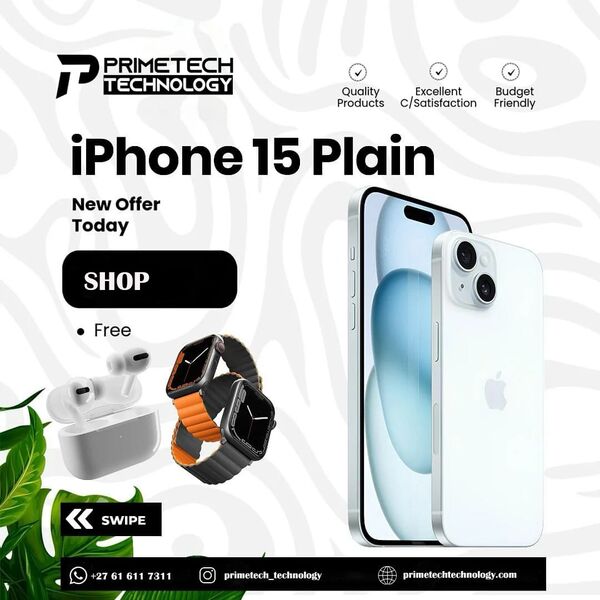 PRIMETECH
TECHNOLOGY
Quality
Products
Excellent
C/Satisfaction
Budget
Friendly
iPhone 15 Plain
New Offer
Today
SHOP
• Free
SWIPE
+27 61 611 7311
primetech_technology
primetechtechnology.com